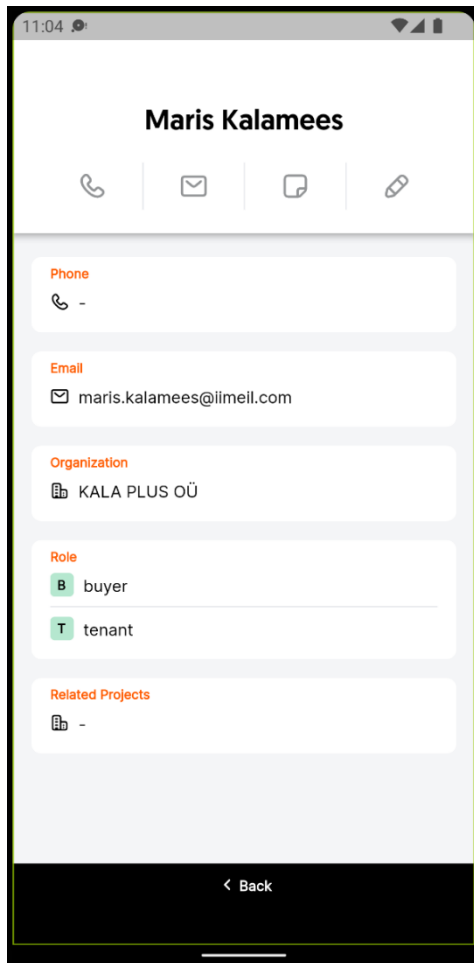 11:04
Maris Kalamees
Phone
-
Email
maris.kalamees@iimeil.com
Organization
KALA PLUS OÜ
Role
B buyer
T tenant
Related Projects
-
Back